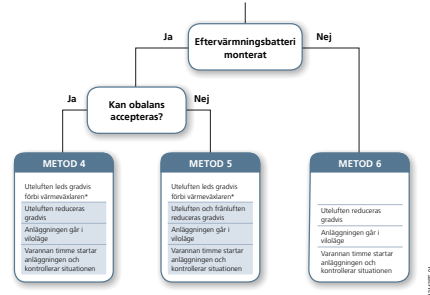 Ja
Eftervärmningsbatteri
monterat
Nej
Ja
Kan obalans
accepteras?
Nej
METOD 4
Uteluften leds gradvis
förbi värmeväxlaren*
Uteluften reduceras
gradvis
Anläggningen går i
viloläge
Varannan timme startar
anläggningen och
kontrollerar situationen
METOD 5
Uteluften leds gradvis
förbi värmeväxlaren*
Uteluften och frånluften
reduceras gradvis
Anläggningen går i
viloläge
Varannan timme startar
anläggningen och
kontrollerar situationen
METOD 6
Uteluften reduceras
gradvis
Anläggningen går i
viloläge
Varannan timme startar
anläggningen och
kontrollerar situationen